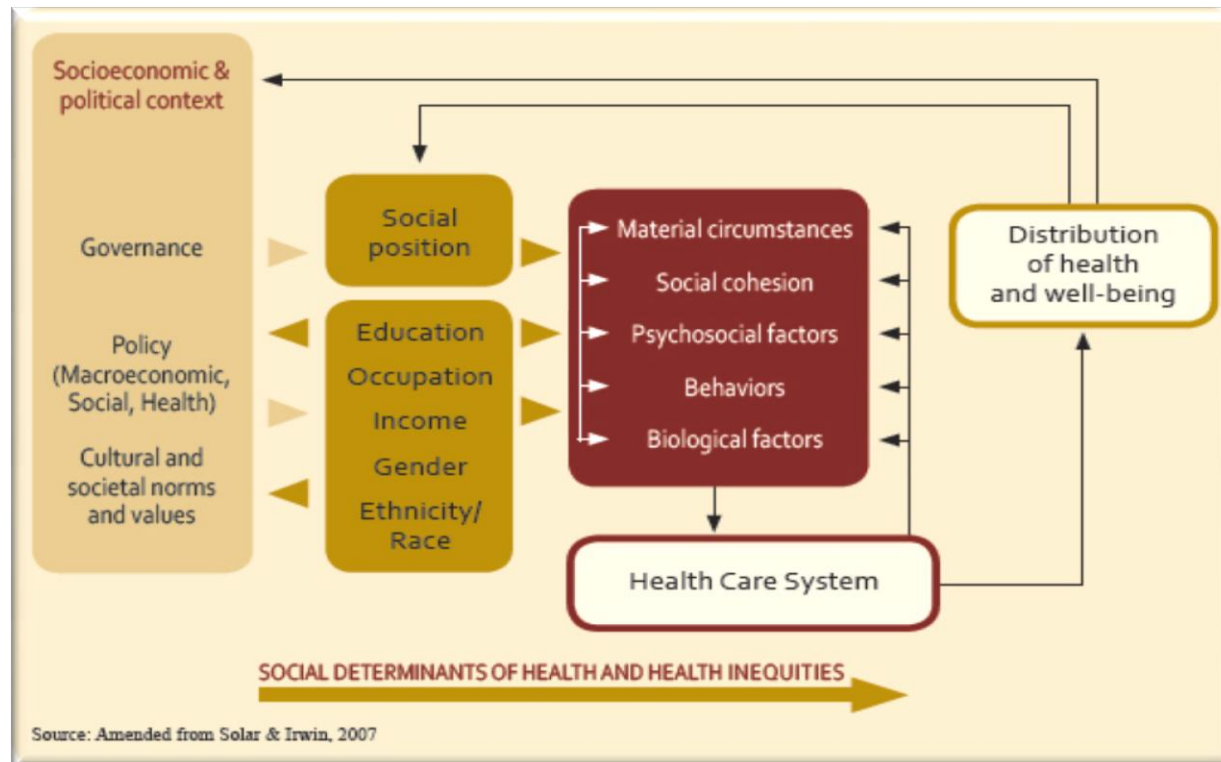 Socioeconomic &
political context
Governance
Policy
(Macroeconomic,
Social, Health)
Cultural and
societal norms
and values
Social
position
Education
Occupation
Income
Gender
Ethnicity/
Race
Material circumstances
Social cohesion
Psychosocial factors
Behaviors
Biological factors
Health Care System
Distribution
of health
and well-being
SOCIAL DETERMINANTS OF HEALTH AND HEALTH INEQUITIES
Source: Amended from Solar & Irwin, 2007